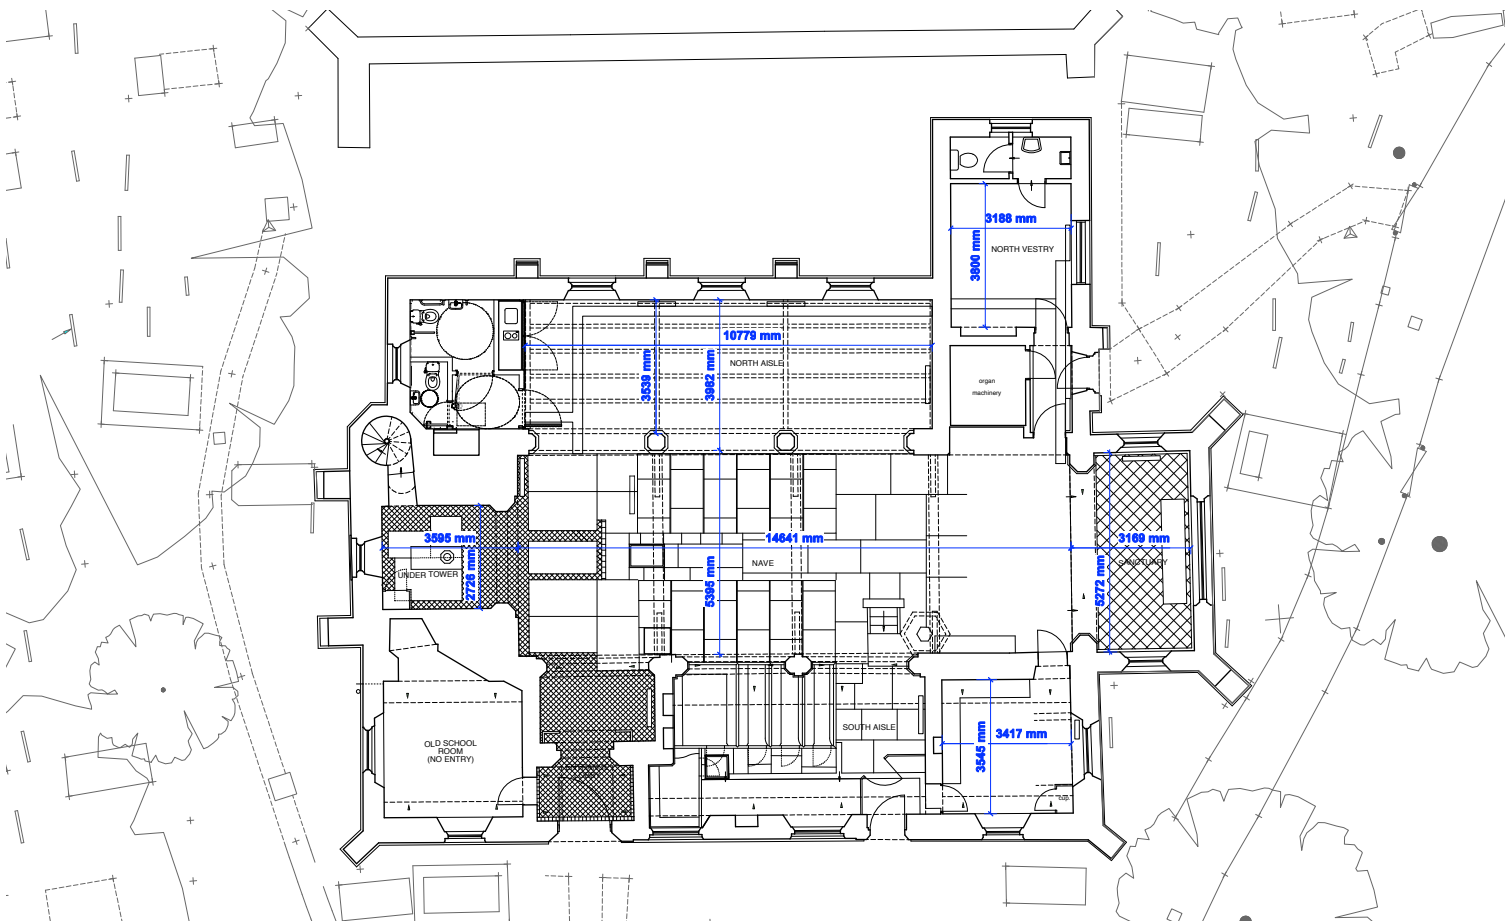 3188 mm
NORTH VESTRY
3800 mm
10779 mm
NORTH AISLE
3539 mm
3982 mm
organ
machinery
3595 mm
14641 mm
3169 mm
NAVE
SANCTUARY
UNDER TOWER
2726 mm
5395 mm
5272 mm
SOUTH AISLE
3417 mm
3545 mm
OLD SCHOOL
ROOM
(NO ENTRY)
cup.